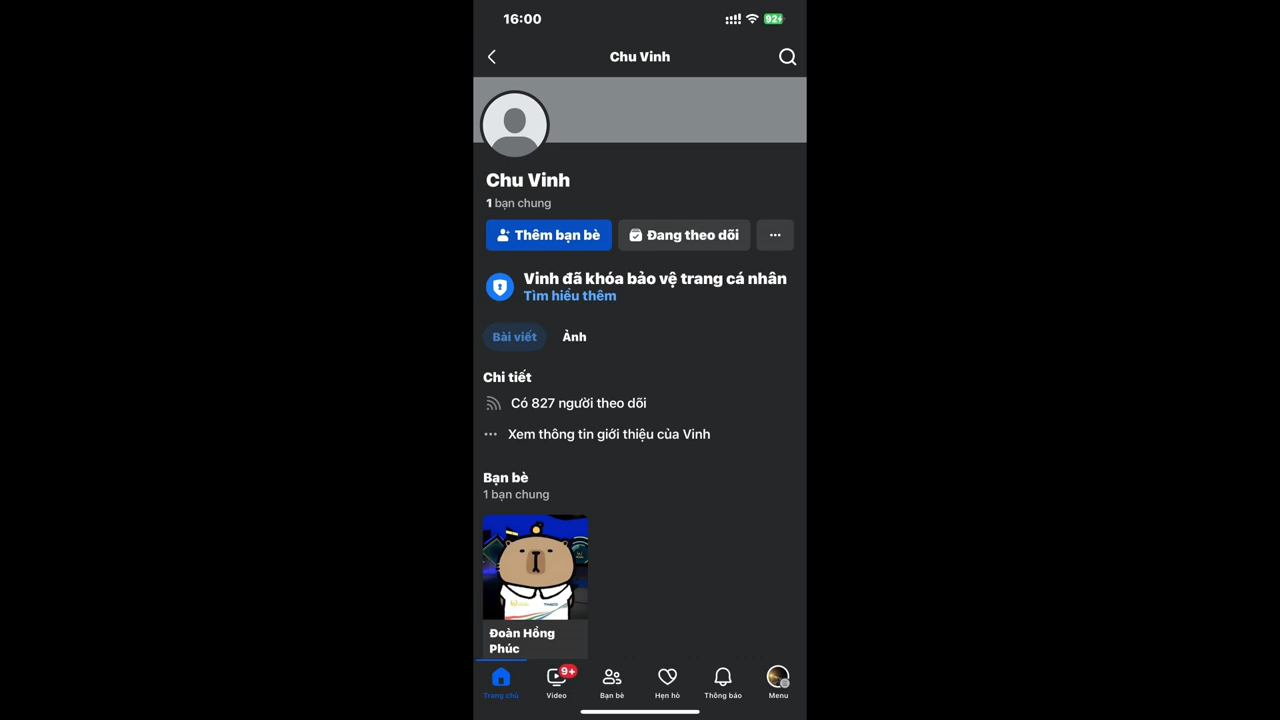 16:00
92
Chu Vinh
Chu Vinh
1 bạn chung
Thêm bạn bè
Đang theo dõi
Vinh đã khóa bảo vệ trang cá nhân
Tìm hiểu thêm
Bài viết
Ảnh
Chi tiết
Có 827 người theo dõi
Xem thông tin giới thiệu của Vinh
Bạn bè
1 bạn chung
Đoàn Hồng
Phúc
9+
Trang chủ
Video
Bạn bè
Hẹn hò
Thông báo
Menu